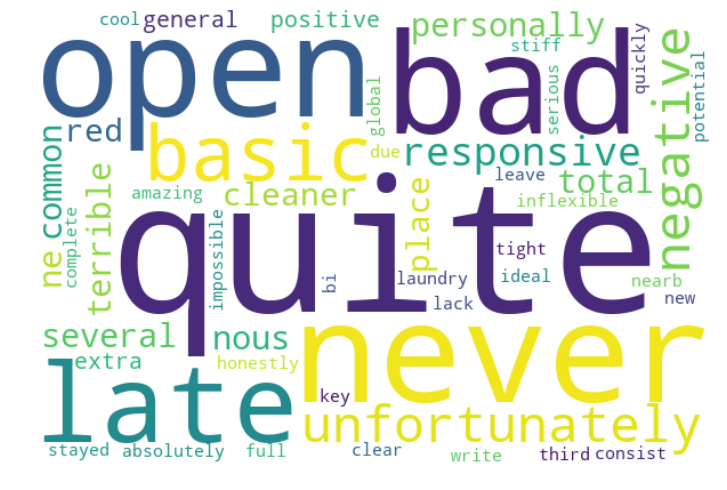 cool general positive personally
open bad stiff quickly
negative potential
global serious
red common
basic due responsive
terrible amazing cleaner place leave total inflexible
ne complete impossible quite tight
bi laundry ideal nearb
lack new
several nous never
extra honestly
late key unfortunately
stayed absolutely full clear write third consist